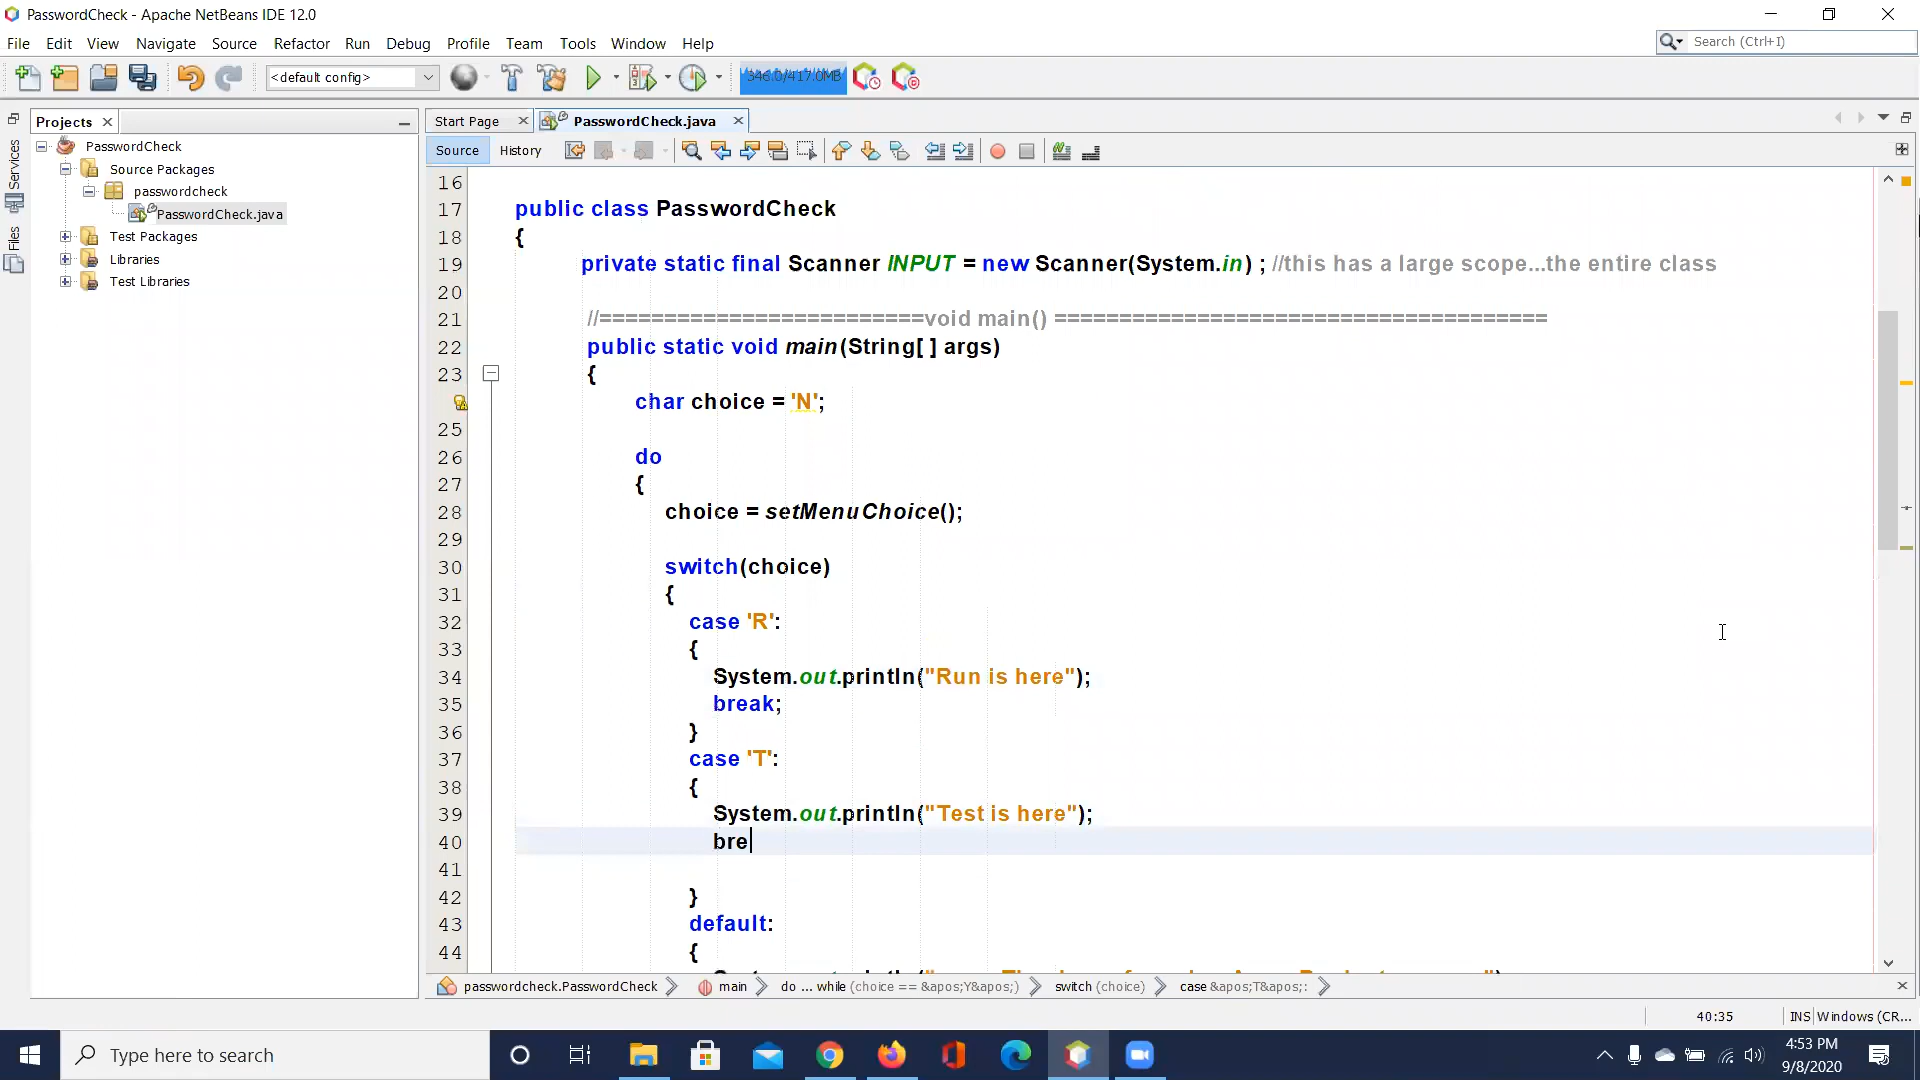 PasswordCheck - Apache NetBeans IDE 12.0
File Edit View Navigate Source Refactor Run Debug Profile Team Tools Window Help
Search (Ctrl+I)
<default config>
346.0/417.0MB
Projects
Start Page
PasswordCheck.java
Services
Files
PasswordCheck
Source Packages
passwordcheck
PasswordCheck.java
Test Packages
Libraries
Test Libraries
Source History
16
17 public class PasswordCheck
18 {
19 private static final Scanner INPUT = new Scanner(System.in) ; //this has a large scope...the entire class
20
21 //=========================void main() ======================================
22 public static void main(String[ ] args)
23 {
char choice = 'N';
25
26 do
27 {
28 choice = setMenuChoice();
29
30 switch(choice)
31 {
32 case 'R':
33 {
34 System.out.println("Run is here");
35 break;
36 }
37 case 'T':
38 {
39 System.out.println("Test is here");
40 bre
41
42 }
43 default:
44 {
passwordcheck.PasswordCheck main do ... while (choice == &apos;Y&apos;) switch (choice) case &apos;T&apos;:
40:35 INS Windows (CR...
Type here to search
4:53 PM
9/8/2020